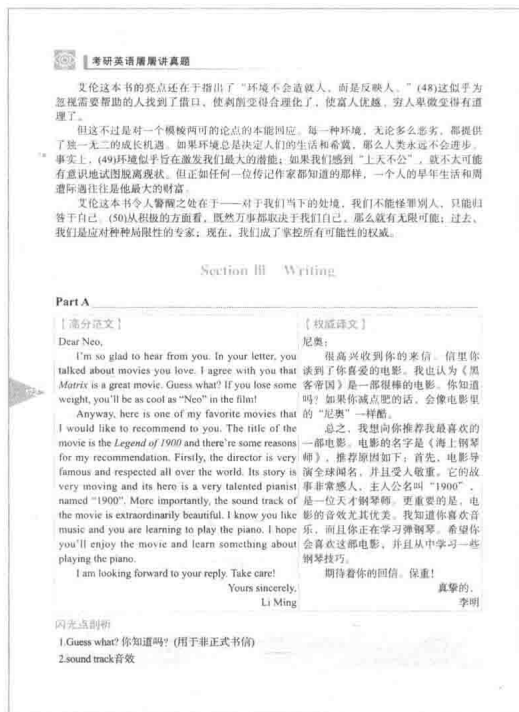 考研英语屠屠讲真题
艾伦这本书的亮点还在于指出了“环境不会造就人，而是反映人。”(48)这似乎为
忽视需要帮助的人找到了借口，使剥削变得合理化了，使富人优越、穷人卑微变得有道
理了。
但这不过是对一个模棱两可的论点的本能回应。每一种环境，无论多么恶劣，都提供
了独一无二的成长机遇。如果环境总是决定人们的生活和希冀，那么人类永远不会进步。
事实上，(49)环境似乎旨在激发我们最大的潜能；如果我们感到“上天不公”，就不太可能
有意识地试图脱离现状。但正如任何一位传记作家都知道的那样，一个人的早年生活和周
遭际遇往往是他最大的财富。
艾伦这本书令人警醒之处在于——对于我们当下的处境，我们不能怪罪别人，只能归
咎于自己。(50)从积极的方面看，既然万事都取决于我们自己，那么就有无限可能；过去，
我们是应对种种局限性的专家；现在，我们成了掌控所有可能性的权威。
Section III Writing
Part A
【高分范文】
Dear Neo,
I'm so glad to hear from you. In your letter, you
talked about movies you love. I agree with you that
Matrix is a great movie. Guess what? If you lose some
weight, you'll be as cool as “Neo” in the film!
Anyway, here is one of my favorite movies that
I would like to recommend to you. The title of the
movie is the Legend of 1900 and there're some reasons
for my recommendation. Firstly, the director is very
famous and respected all over the world. Its story is
very moving and its hero is a very talented pianist
named “1900”. More importantly, the sound track of
the movie is extraordinarily beautiful. I know you like
music and you are learning to play the piano. I hope
you'll enjoy the movie and learn something about
playing the piano.
I am looking forward to your reply. Take care!
Yours sincerely,
Li Ming
【权威译文】
尼奥：
很高兴收到你的来信。信里你
谈到了你喜爱的电影。我也认为《黑
客帝国》是一部很棒的电影。你知道
吗？如果你减点肥的话，会像电影里
的“尼奥”一样酷。
总之，我想向你推荐我最喜欢的
一部电影。电影的名字是《海上钢琴
师》，推荐原因如下：首先，电影导
演全球闻名，并且受人敬重。它的故
事非常感人，主人公名叫“1900”，
是一位天才钢琴师。更重要的是，电
影的音效尤其优美。我知道你喜欢音
乐，而且你正在学习弹钢琴。希望你
会喜欢这部电影，并且从中学习一些
钢琴技巧。
期待着你的回信。保重！
真挚的，
李明
闪光点剖析
1.Guess what? 你知道吗？(用于非正式书信)
2.sound track音效